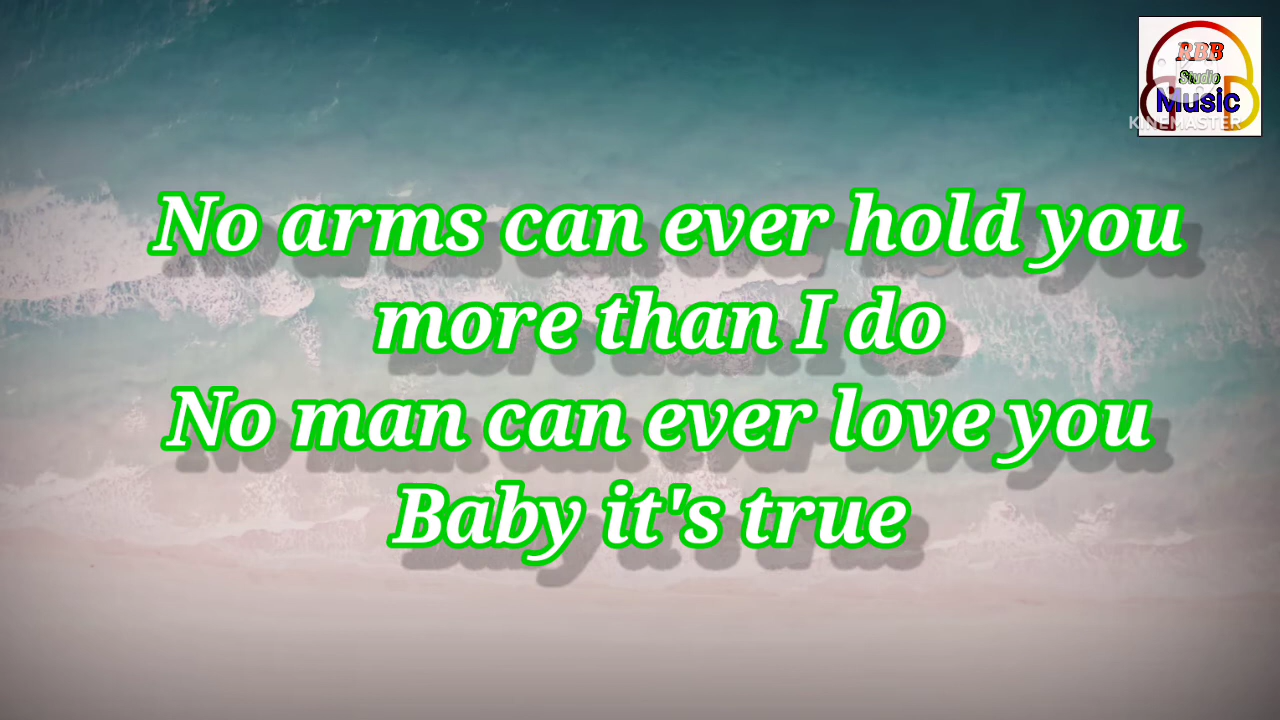 RBB
Studio
Music
KINEMASTER
No arms can ever hold you
more than I do
No man can ever love you
Baby it's true